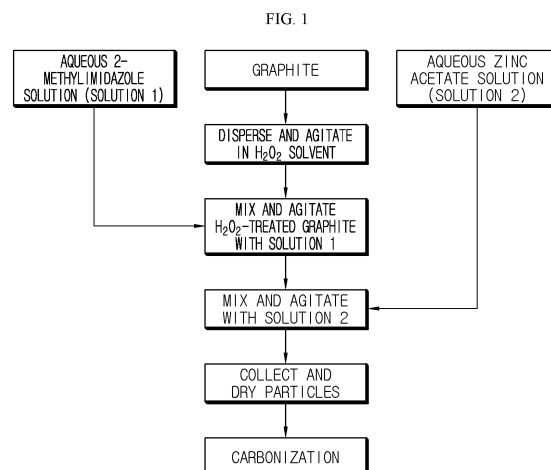 FIG. 1
AQUEOUS 2-
METHYLIMIDAZOLE
SOLUTION (SOLUTION 1)
GRAPHITE
AQUEOUS ZINC
ACETATE SOLUTION
(SOLUTION 2)
DISPERSE AND AGITATE
IN H₂O₂ SOLVENT
MIX AND AGITATE
H₂O₂-TREATED GRAPHITE
WITH SOLUTION 1
MIX AND AGITATE
WITH SOLUTION 2
COLLECT AND
DRY PARTICLES
CARBONIZATION